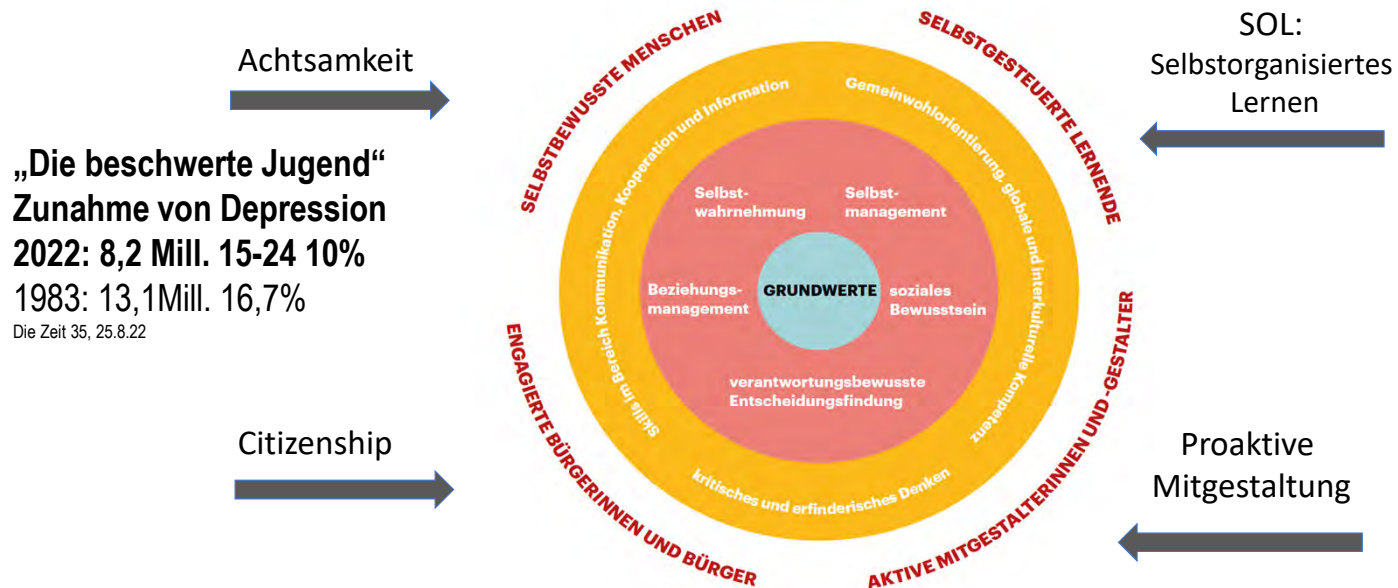 Achtsamkeit
„Die beschwerte Jugend“
Zunahme von Depression
2022: 8,2 Mill. 15-24 10%
1983: 13,1Mill. 16,7%
Die Zeit 35, 25.8.22
Citizenship
SELBSTBEWUSSTE MENSCHEN
SELBSTGESTEUERTE LERNENDE
ENGAGIERTE BÜRGERINNEN UND BÜRGER
AKTIVE MITGESTALTERINNEN UND -GESTALTER
Skills im Bereich Kommunikation, Kooperation und Information
Gemeinwohlorientierung, globale und interkulturelle Kompetenz
kritisches und erfinderisches Denken
Selbst-
wahrnehmung
Selbst-
management
Beziehungs-
management
GRUNDWERTE
soziales
Bewusstsein
verantwortungsbewusste
Entscheidungsfindung
SOL:
Selbstorganisiertes
Lernen
Proaktive
Mitgestaltung